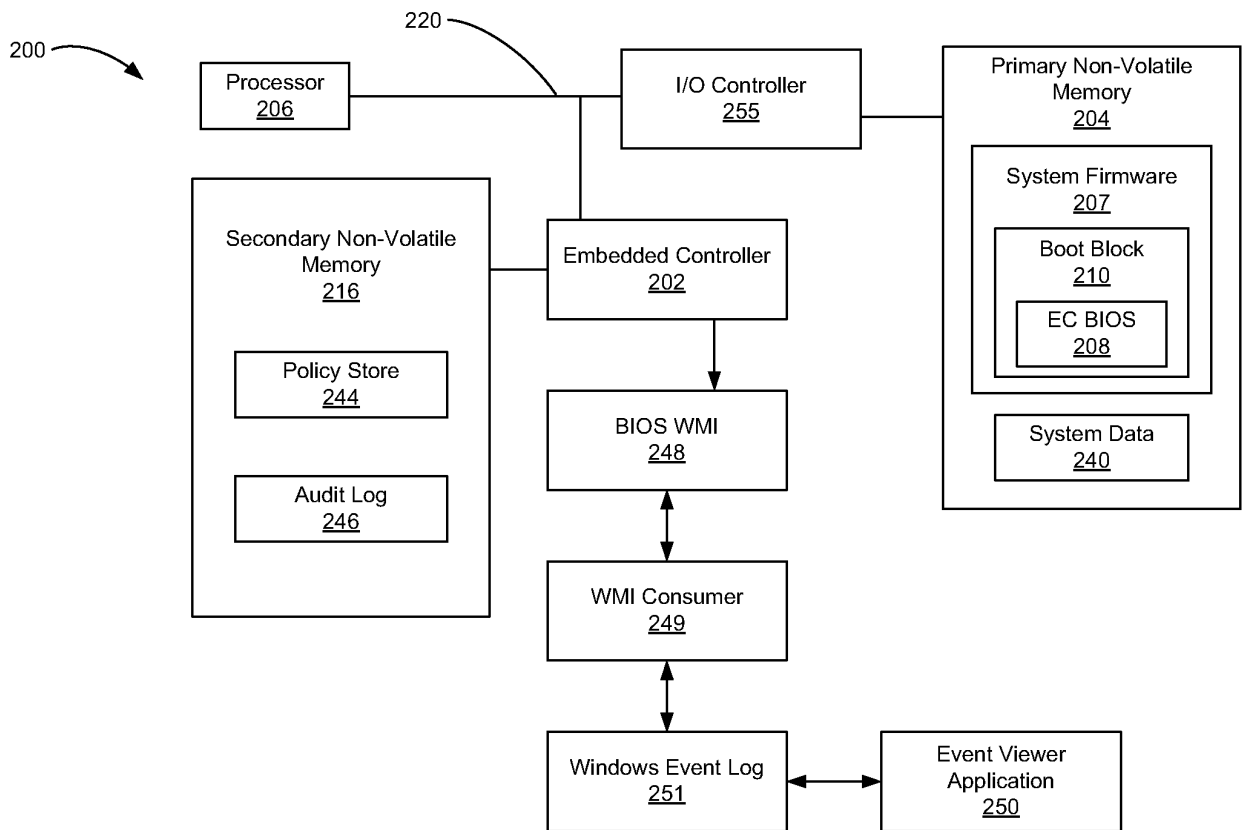 200
220
Processor
206
I/O Controller
255
Primary Non-Volatile
Memory
204
System Firmware
207
Boot Block
210
EC BIOS
208
System Data
240
Secondary Non-Volatile
Memory
216
Policy Store
244
Audit Log
246
Embedded Controller
202
BIOS WMI
248
WMI Consumer
249
Windows Event Log
251
Event Viewer
Application
250